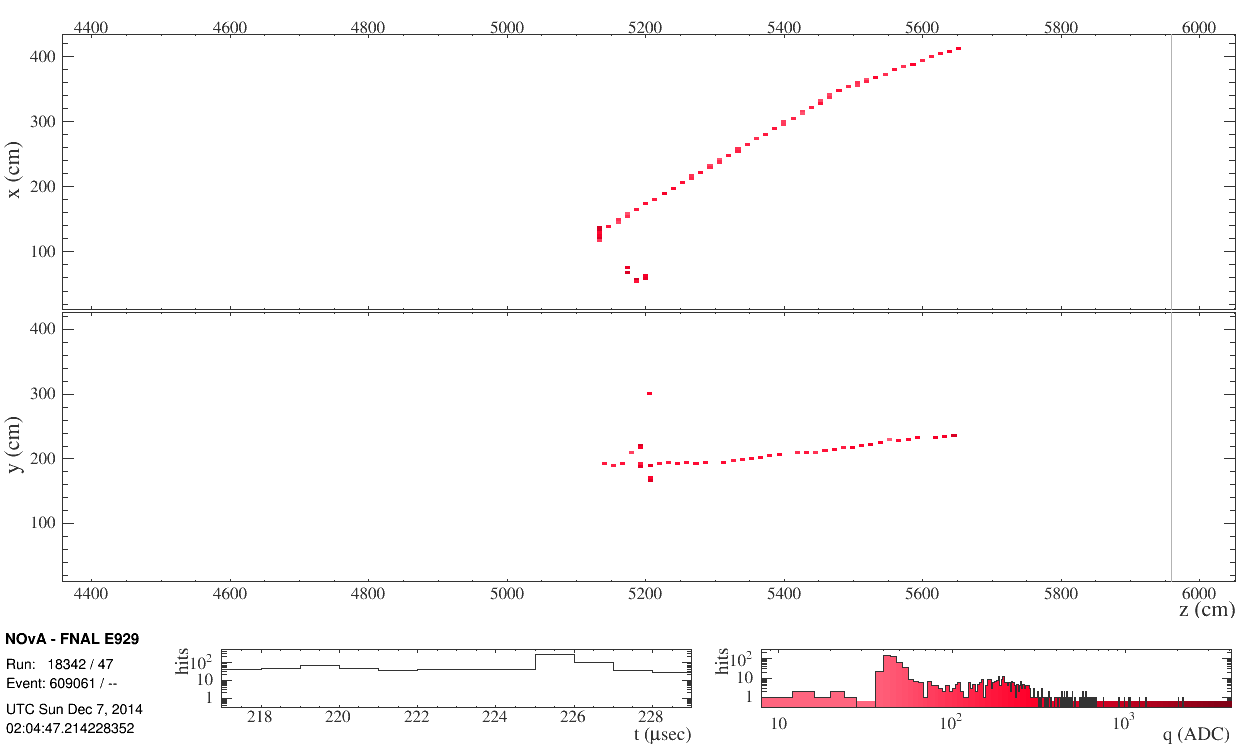 4400 4600 4800 5000 5200 5400 5600 5800 6000
400
300
200
100
x (cm)
400
300
200
100
y (cm)
4400 4600 4800 5000 5200 5400 5600 5800 6000
z (cm)
NOvA - FNAL E929
Run: 18342 / 47
Event: 609061 / --
UTC Sun Dec 7, 2014
02:04:47.214228352
hits
10²
10
1
218 220 222 224 226 228
t (μsec)
hits
10²
10
1
10 10² 10³
q (ADC)